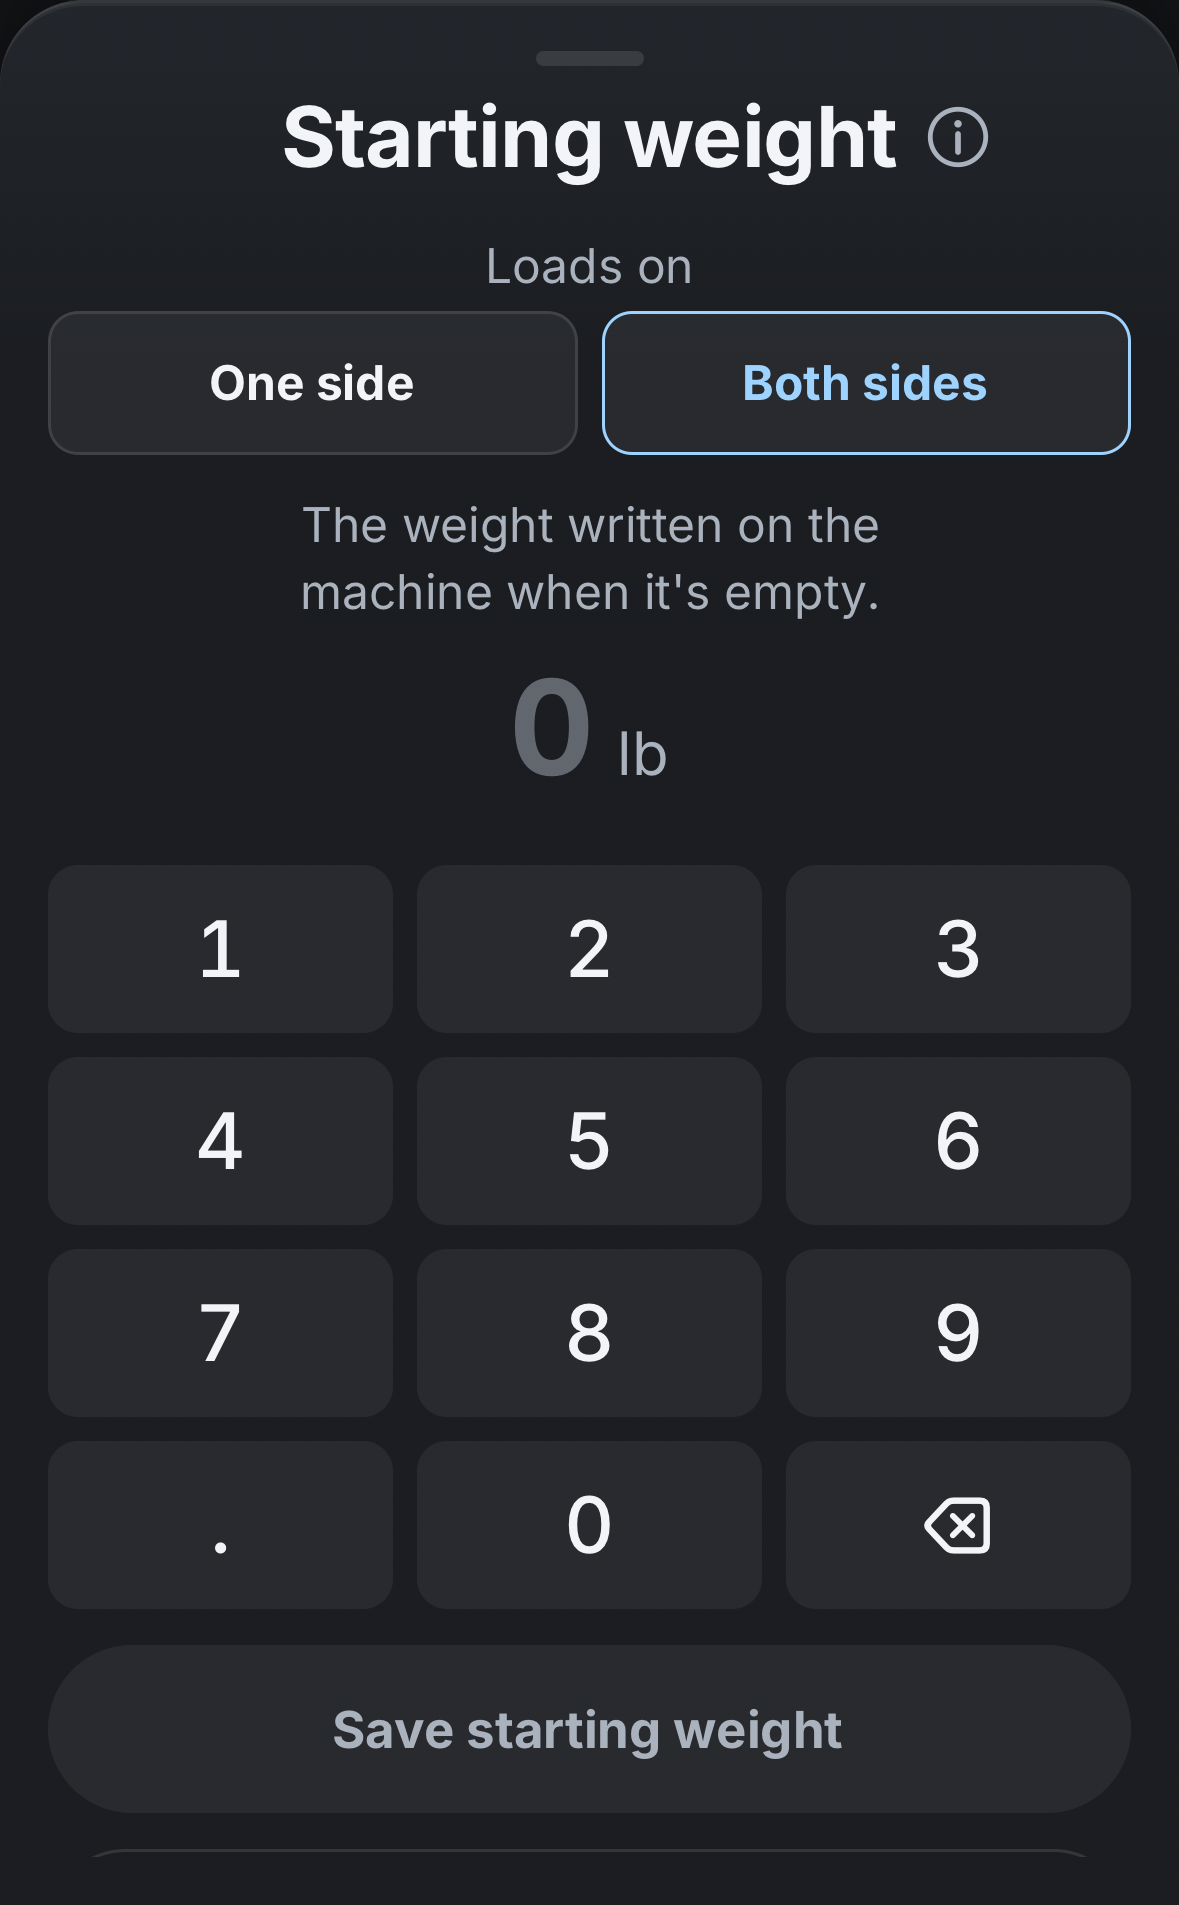 Starting weight
Loads on
One side
Both sides
The weight written on the
machine when it's empty.
0 lb
1 2 3
4 5 6
7 8 9
. 0
Save starting weight